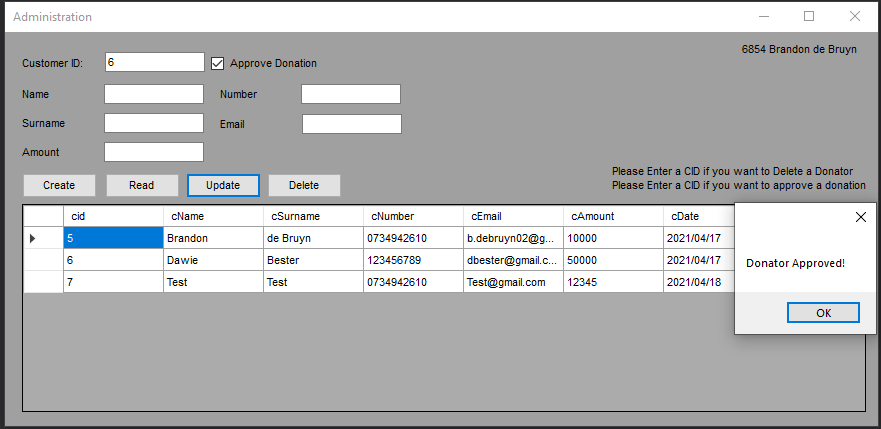 Administration
6854 Brandon de Bruyn
Customer ID: 6 Approve Donation
Name Number
Surname Email
Amount
Please Enter a CID if you want to Delete a Donator
Please Enter a CID if you want to approve a donation
Create Read Update Delete
cid cName cSurname cNumber cEmail cAmount cDate
5 Brandon de Bruyn 0734942610 b.debruyn02@g... 10000 2021/04/17
6 Dawie Bester 123456789 dbester@gmail.c... 50000 2021/04/17
7 Test Test 0734942610 Test@gmail.com 12345 2021/04/18
Donator Approved!
OK